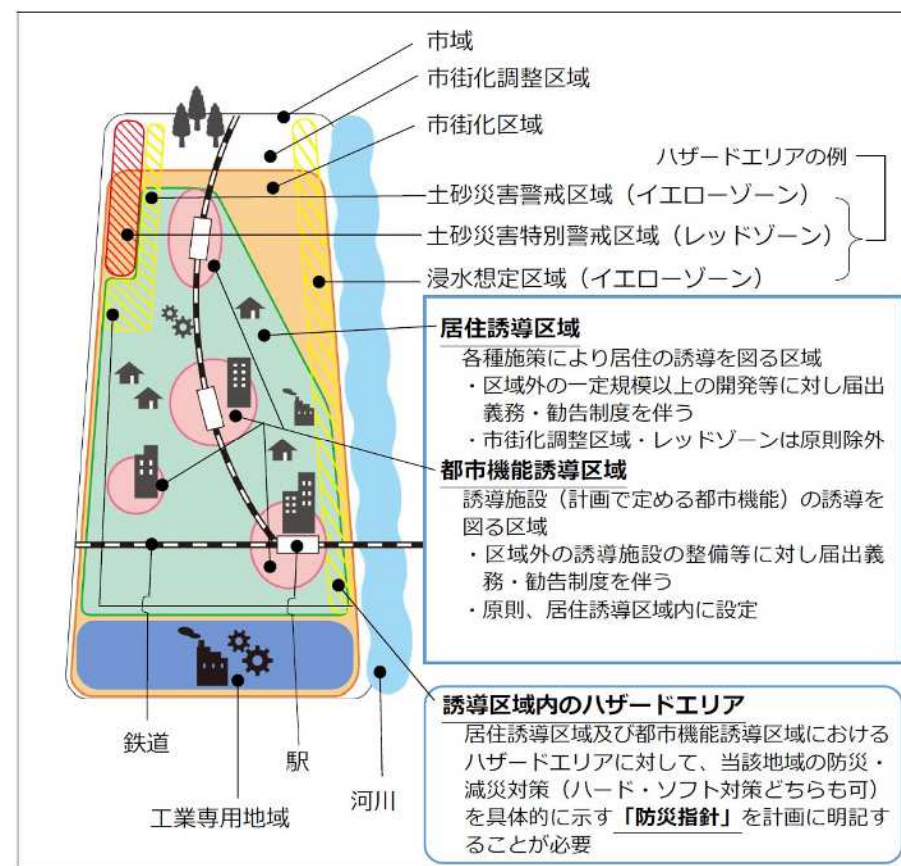 市域
市街化調整区域
市街化区域
ハザードエリアの例
土砂災害警戒区域（イエローゾーン）
土砂災害特別警戒区域（レッドゾーン）
浸水想定区域（イエローゾーン）
居住誘導区域
各種施策により居住の誘導を図る区域
・区域外の一定規模以上の開発等に対し届出
義務・勧告制度を伴う
・市街化調整区域・レッドゾーンは原則除外
都市機能誘導区域
誘導施設（計画で定める都市機能）の誘導を
図る区域
・区域外の誘導施設の整備等に対し届出義
務・勧告制度を伴う
・原則、居住誘導区域内に設定
誘導区域内のハザードエリア
居住誘導区域及び都市機能誘導区域における
ハザードエリアに対して、当該地域の防災・
減災対策（ハード・ソフト対策どちらも可）
を具体的に示す「防災指針」を計画に明記す
ることが必要
鉄道
駅
河川
工業専用地域